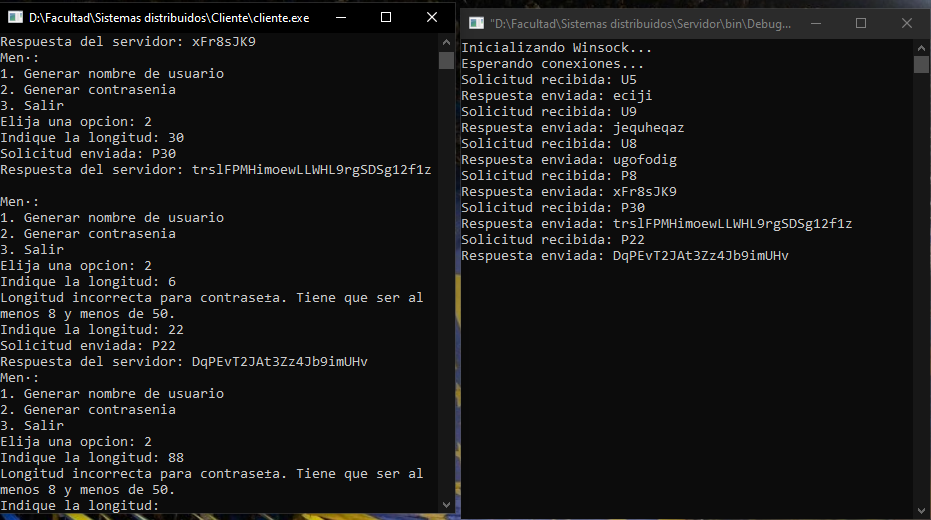 D:\Facultad\Sistemas distribuidos\Cliente\cliente.exe
Respuesta del servidor: xFr8sJK9
Men·:
1. Generar nombre de usuario
2. Generar contrasenia
3. Salir
Elija una opcion: 2
Indique la longitud: 30
Solicitud enviada: P30
Respuesta del servidor: trslFPMHimoewLLWHL9rgSDSg12f1z
Men·:
1. Generar nombre de usuario
2. Generar contrasenia
3. Salir
Elija una opcion: 2
Indique la longitud: 6
Longitud incorrecta para contrase±a. Tiene que ser al
menos 8 y menos de 50.
Indique la longitud: 22
Solicitud enviada: P22
Respuesta del servidor: DqPEvT2JAt3Zz4Jb9imUHv
Men·:
1. Generar nombre de usuario
2. Generar contrasenia
3. Salir
Elija una opcion: 2
Indique la longitud: 88
Longitud incorrecta para contrase±a. Tiene que ser al
menos 8 y menos de 50.
Indique la longitud:
"D:\Facultad\Sistemas distribuidos\Servidor\bin\Debug...
Inicializando Winsock...
Esperando conexiones...
Solicitud recibida: U5
Respuesta enviada: eciji
Solicitud recibida: U9
Respuesta enviada: jequheqaz
Solicitud recibida: U8
Respuesta enviada: ugofodig
Solicitud recibida: P8
Respuesta enviada: xFr8sJK9
Solicitud recibida: P30
Respuesta enviada: trslFPMHimoewLLWHL9rgSDSg12f1z
Solicitud recibida: P22
Respuesta enviada: DqPEvT2JAt3Zz4Jb9imUHv